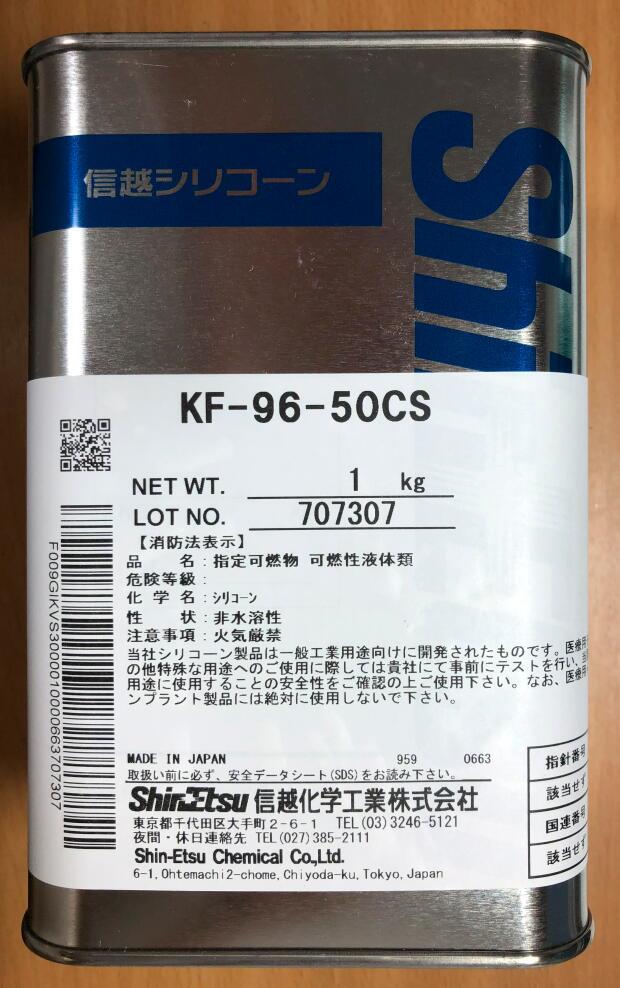 信越シリコーン
Shin
KF-96-50CS
NET WT. 1 kg
LOT NO. 707307
【消防法表示】
品 名：指定可燃物 可燃性液体類
危険等級：
化 学 名：ｼﾘｺｰﾝ
性 状：非水溶性
注意事項：火気厳禁
当社シリコーン製品は一般工業用途向けに開発されたものです。医療用
の他特殊な用途へのご使用に際しては貴社にて事前にテストを行い、当
用途に使用することの安全性をご確認の上ご使用下さい。なお、医療用
ンプラント製品には絶対に使用しないで下さい。
MADE IN JAPAN 959 0663
取扱い前に必ず、安全データシート(SDS)をお読み下さい。
ShinEtsu 信越化学工業株式会社
東京都千代田区大手町2-6-1 TEL(03)3246-5121
夜間・休日連絡先 TEL(027)385-2111
Shin-Etsu Chemical Co.,Ltd.
6-1,Ohtemachi2-chome,Chiyoda-ku,Tokyo,Japan
指針番号
該当せず
国連番号
該当せず
F009GIKVS30000100000663707307